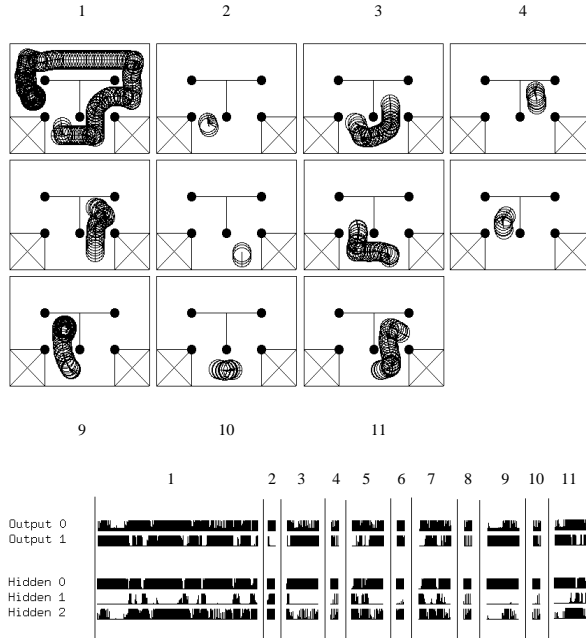 1 2 3 4
9 10 11
1 2 3 4 5 6 7 8 9 10 11
Output 0
Output 1
Hidden 0
Hidden 1
Hidden 2